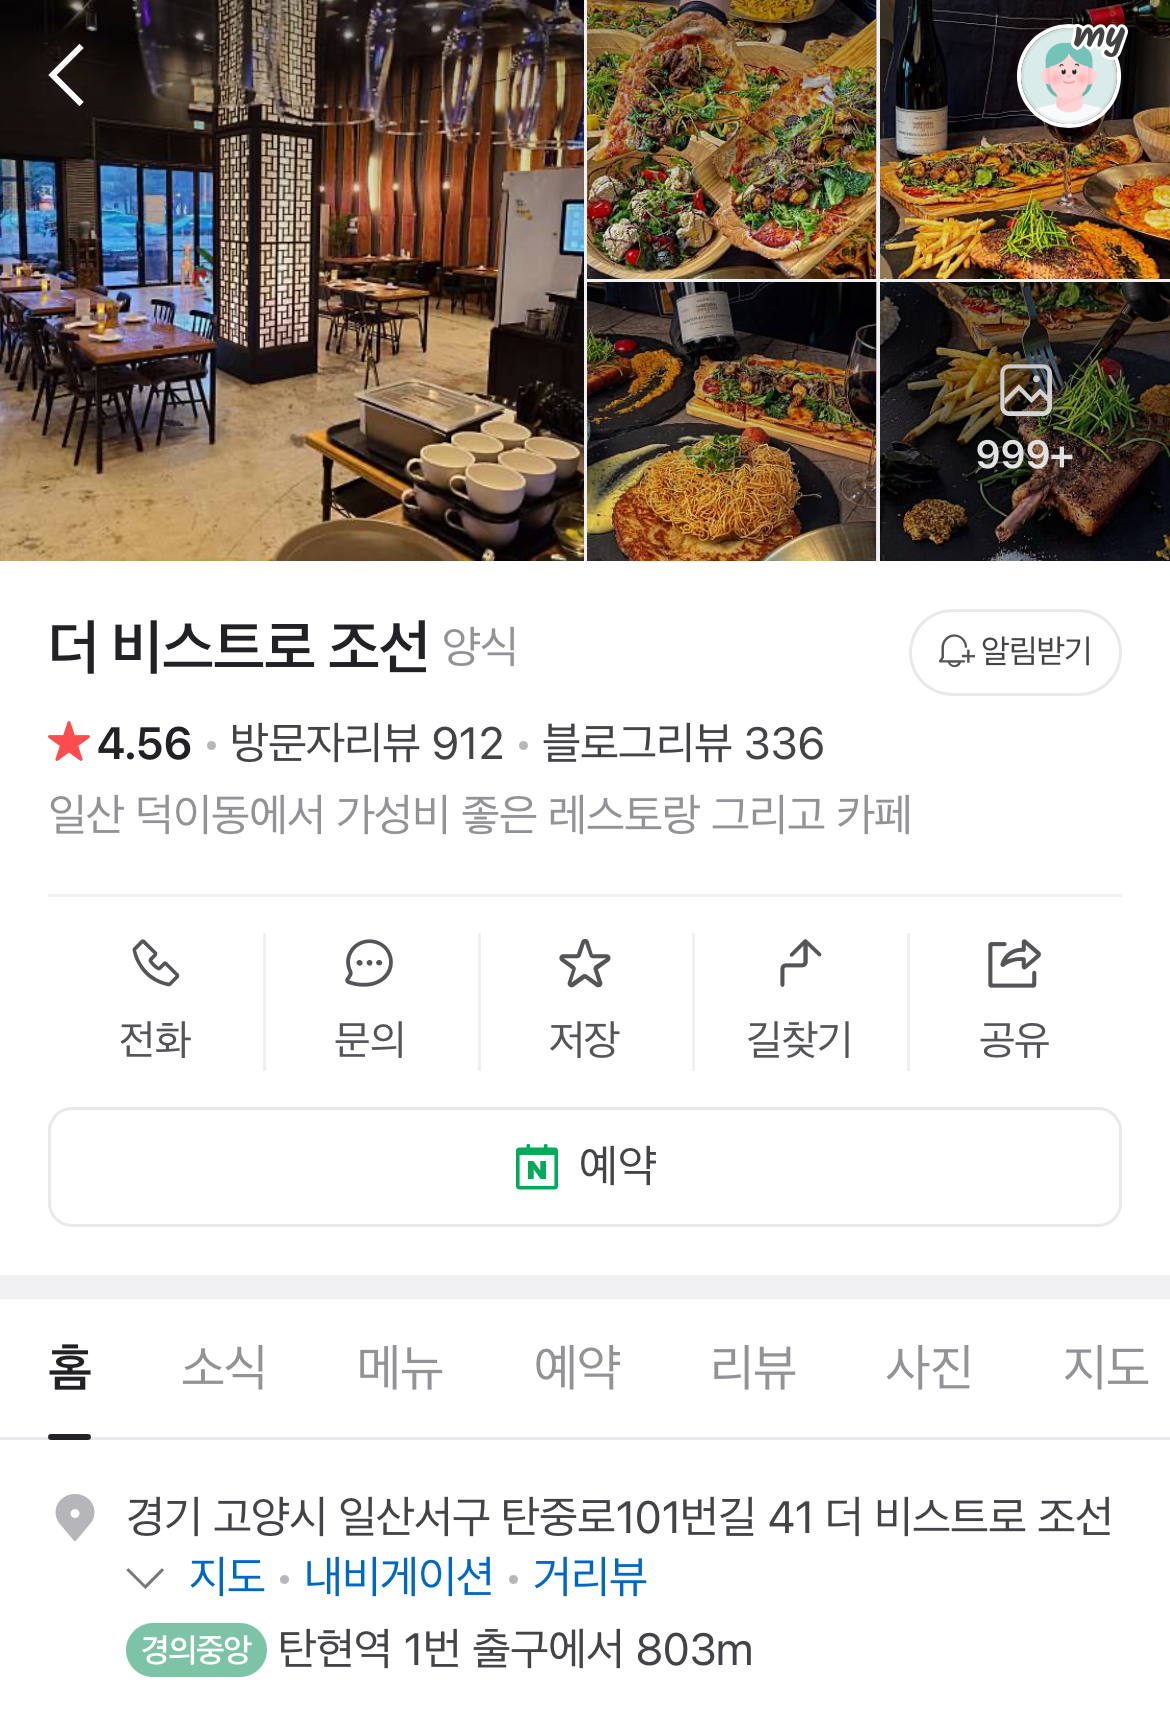 my
999+
더 비스트로 조선 양식
알림받기
4.56 • 방문자리뷰 912 • 블로그리뷰 336
일산 덕이동에서 가성비 좋은 레스토랑 그리고 카페
전화
문의
저장
길찾기
공유
N 예약
홈 소식 메뉴 예약 리뷰 사진 지도
경기 고양시 일산서구 탄중로101번길 41 더 비스트로 조선
지도 • 내비게이션 • 거리뷰
경의중앙 탄현역 1번 출구에서 803m